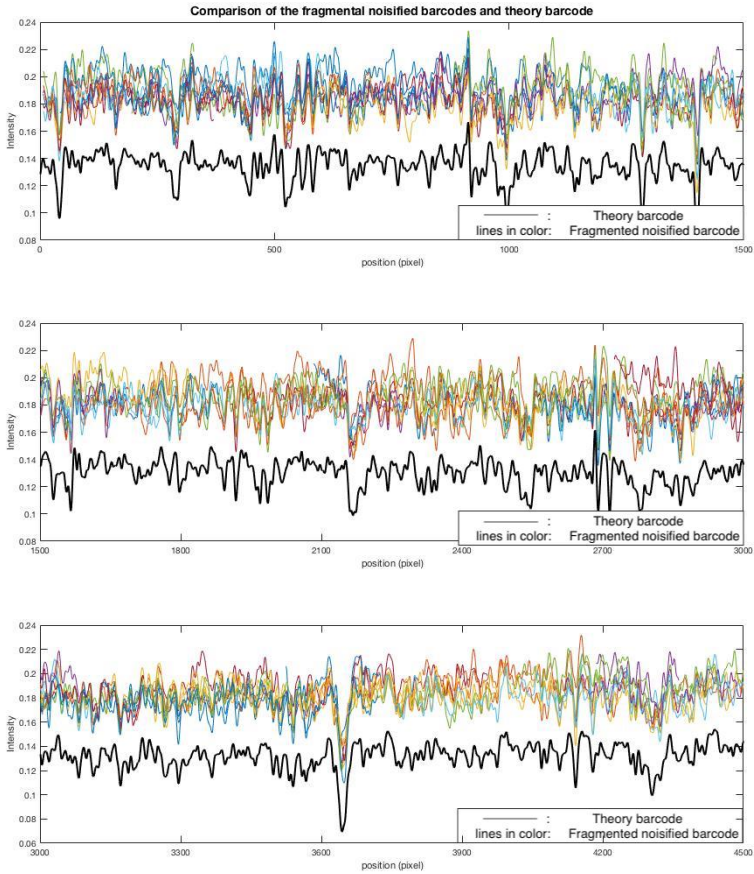 Comparison of the fragmental noisified barcodes and theory barcode
0.24
0.22
0.2
0.18
0.16
0.14
0.12
0.1
0.08
Intensity
0 500 1000 1500
position (pixel)
: Theory barcode
lines in color: Fragmented noisified barcode
0.24
0.22
0.2
0.18
0.16
0.14
0.12
0.1
0.08
Intensity
1500 1800 2100 2400 2700 3000
position (pixel)
: Theory barcode
lines in color: Fragmented noisified barcode
0.24
0.22
0.2
0.18
0.16
0.14
0.12
0.1
0.08
0.06
Intensity
3000 3300 3600 3900 4200 4500
position (pixel)
: Theory barcode
lines in color: Fragmented noisified barcode